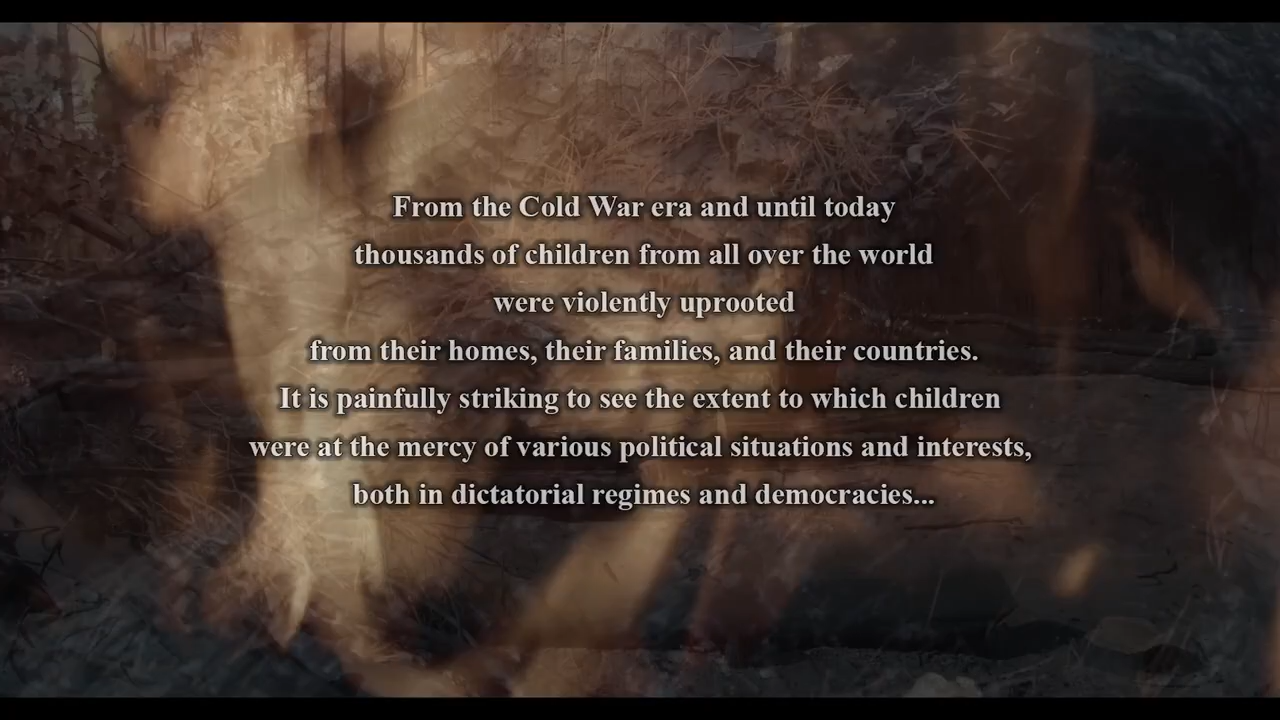 From the Cold War era and until today
thousands of children from all over the world
were violently uprooted
from their homes, their families, and their countries.
It is painfully striking to see the extent to which children
were at the mercy of various political situations and interests,
both in dictatorial regimes and democracies...